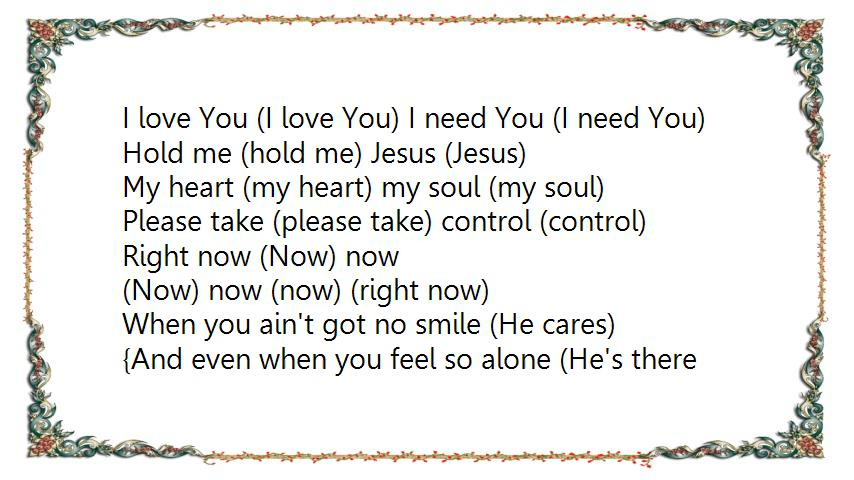 I love You (I love You) I need You (I need You)
Hold me (hold me) Jesus (Jesus)
My heart (my heart) my soul (my soul)
Please take (please take) control (control)
Right now (Now) now
(Now) now (now) (right now)
When you ain't got no smile (He cares)
{And even when you feel so alone (He's there